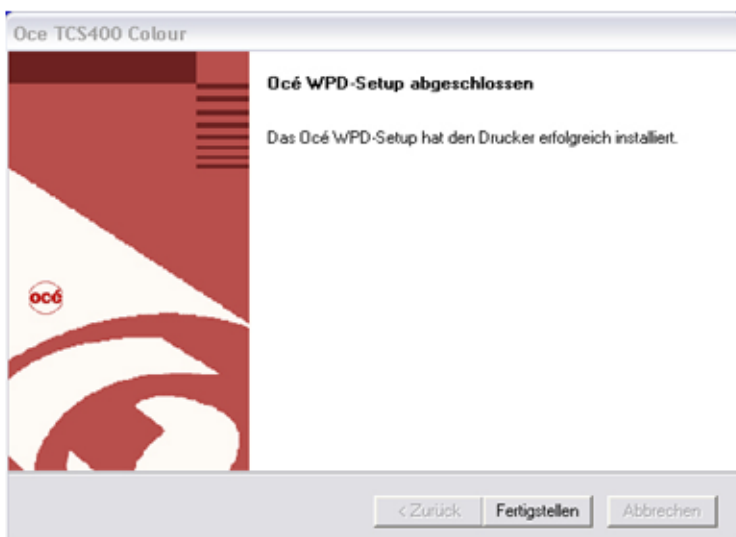 Oce TCS400 Colour
Océ WPD-Setup abgeschlossen
Das Océ WPD-Setup hat den Drucker erfolgreich installiert.
océ
< Zurück Fertigstellen Abbrechen